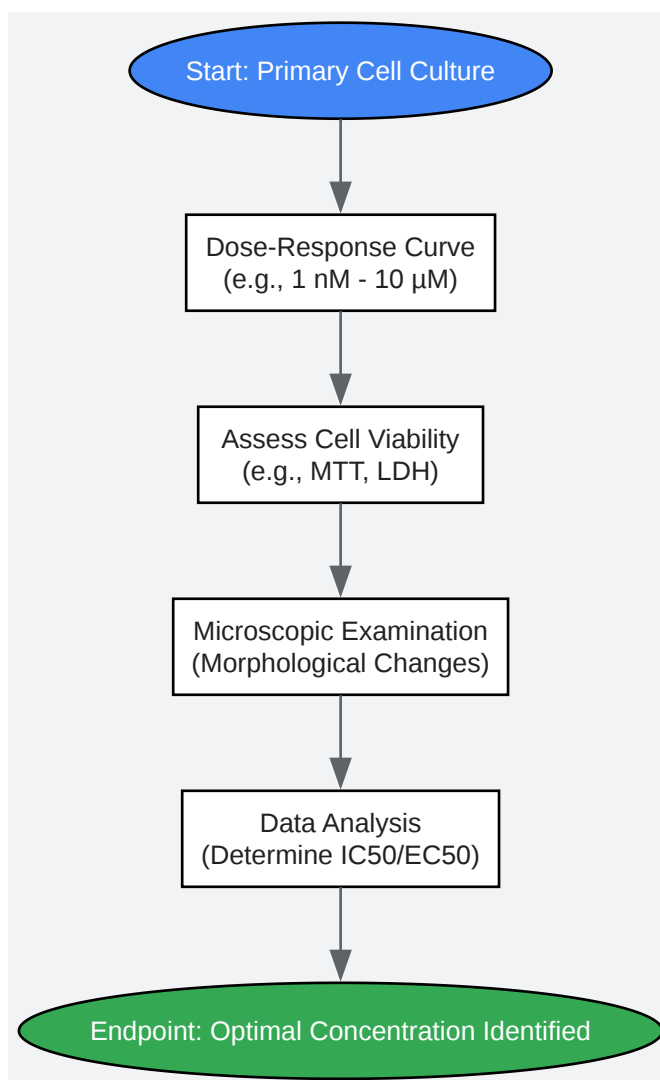 Start: Primary Cell Culture
Dose-Response Curve
(e.g., 1 nM - 10 µM)
Assess Cell Viability
(e.g., MTT, LDH)
Microscopic Examination
(Morphological Changes)
Data Analysis
(Determine IC50/EC50)
Endpoint: Optimal Concentration Identified